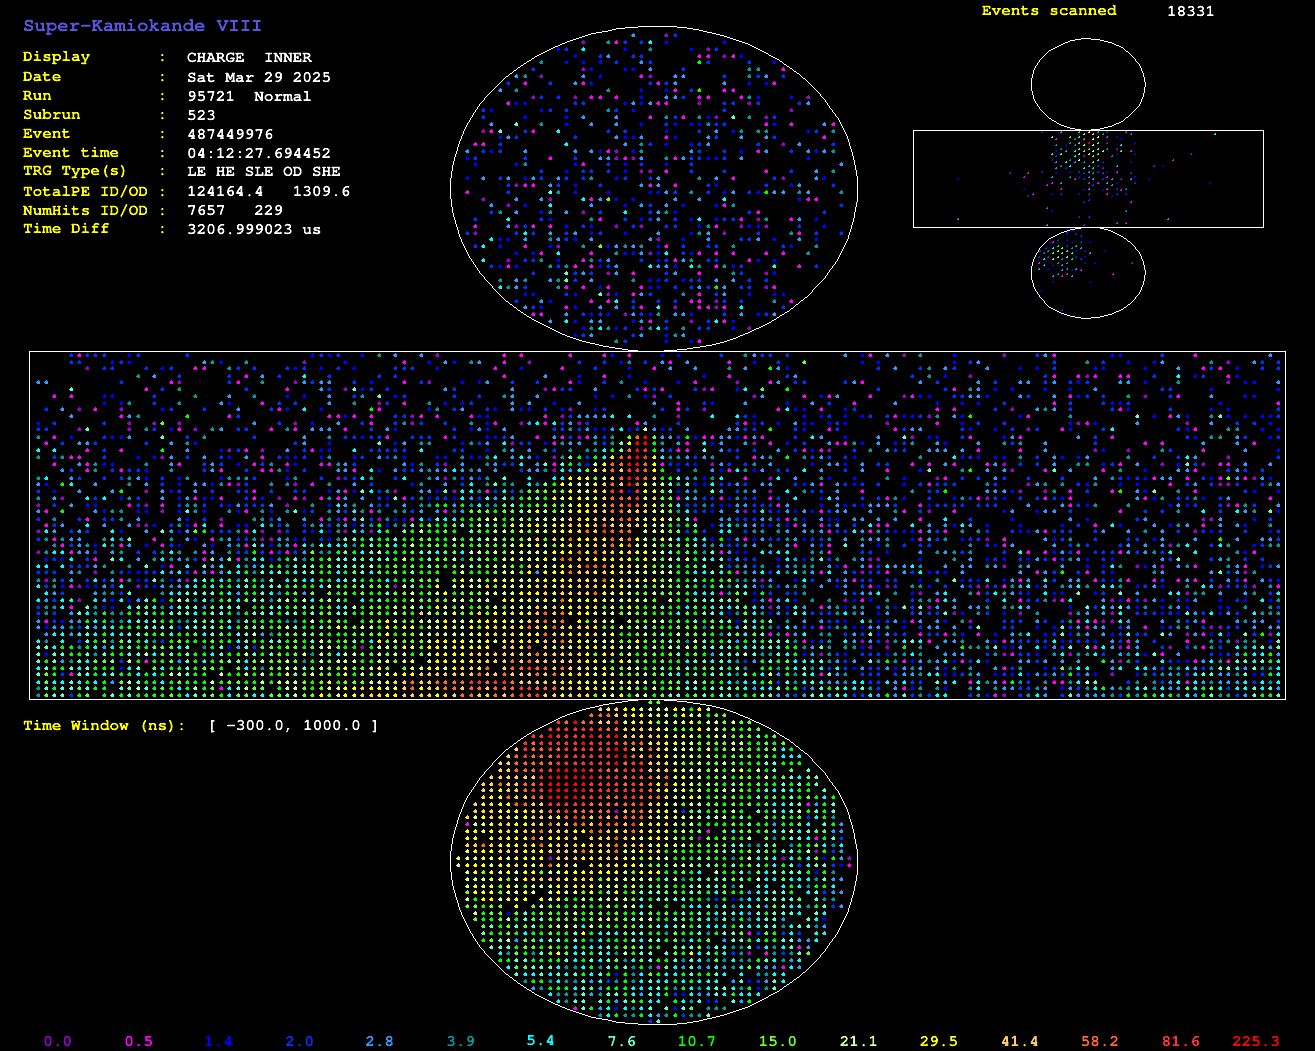 Super-Kamiokande VIII
Events scanned 18331
Display : CHARGE INNER
Date : Sat Mar 29 2025
Run : 95721 Normal
Subrun : 523
Event : 487449976
Event time : 04:12:27.694452
TRG Type(s) : LE HE SLE OD SHE
TotalPE ID/OD : 124164.4 1309.6
NumHits ID/OD : 7657 229
Time Diff : 3206.999023 us
Time Window (ns): [ -300.0, 1000.0 ]
0.0 0.5 1.4 2.0 2.8 3.9 5.4 7.6 10.7 15.0 21.1 29.5 41.4 58.2 81.6 225.3